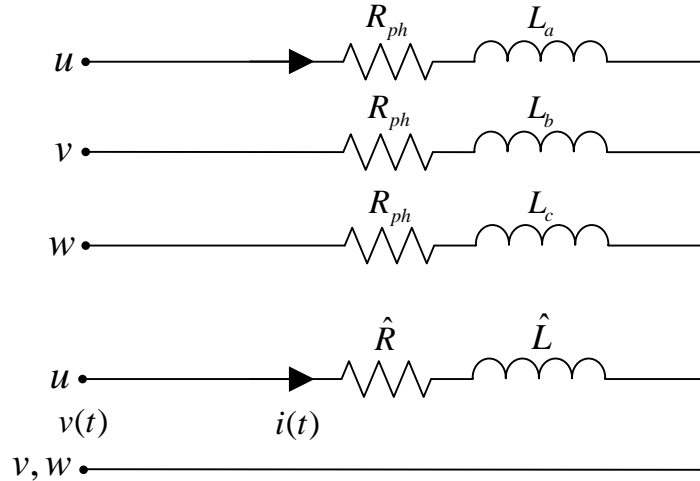 R_ph L_a
u
R_ph L_b
v
R_ph L_c
w
R̂ L̂
u
v(t) i(t)
v, w